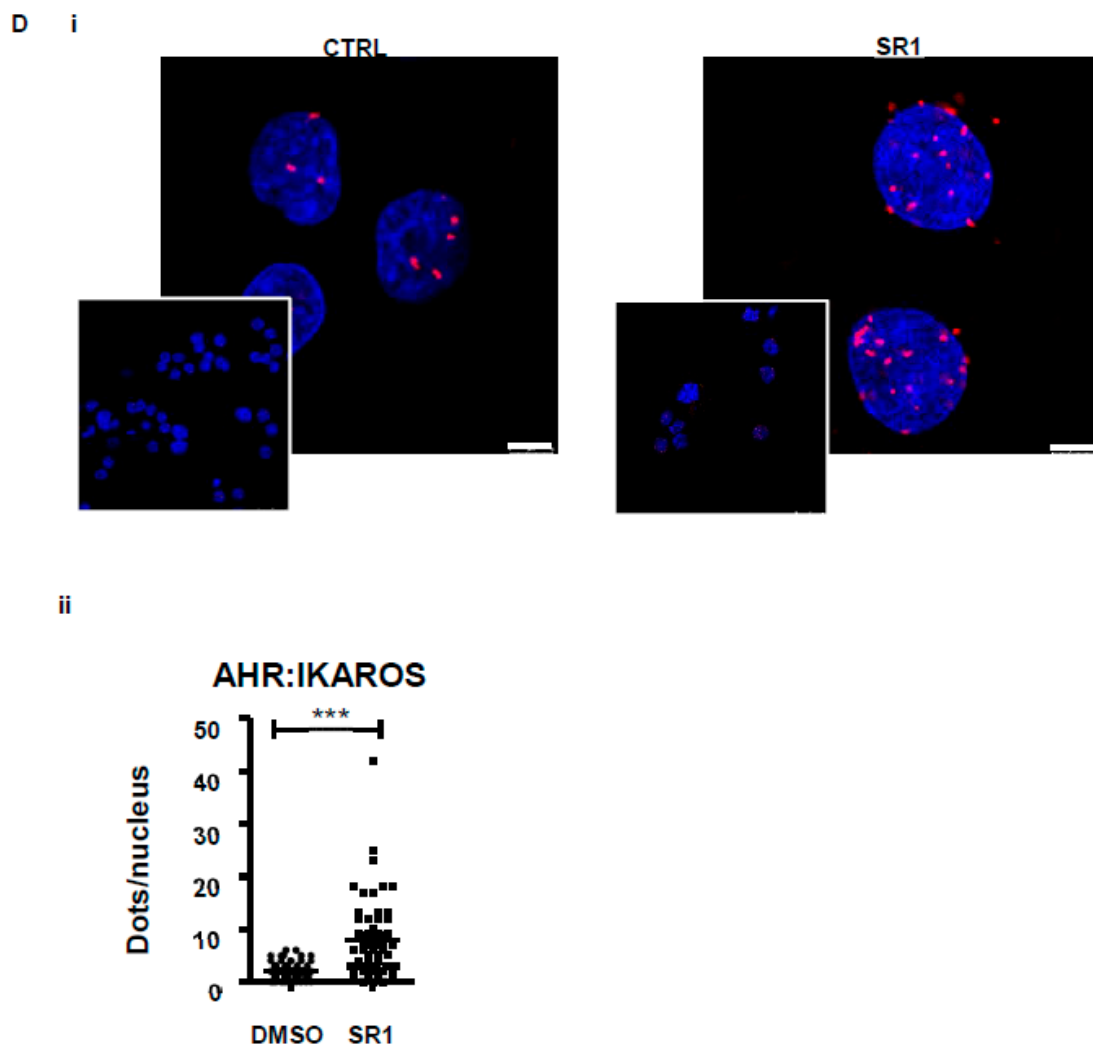 D i
CTRL
SR1
ii
AHR:IKAROS
***
50
40
30
20
10
0
Dots/nucleus
DMSO SR1